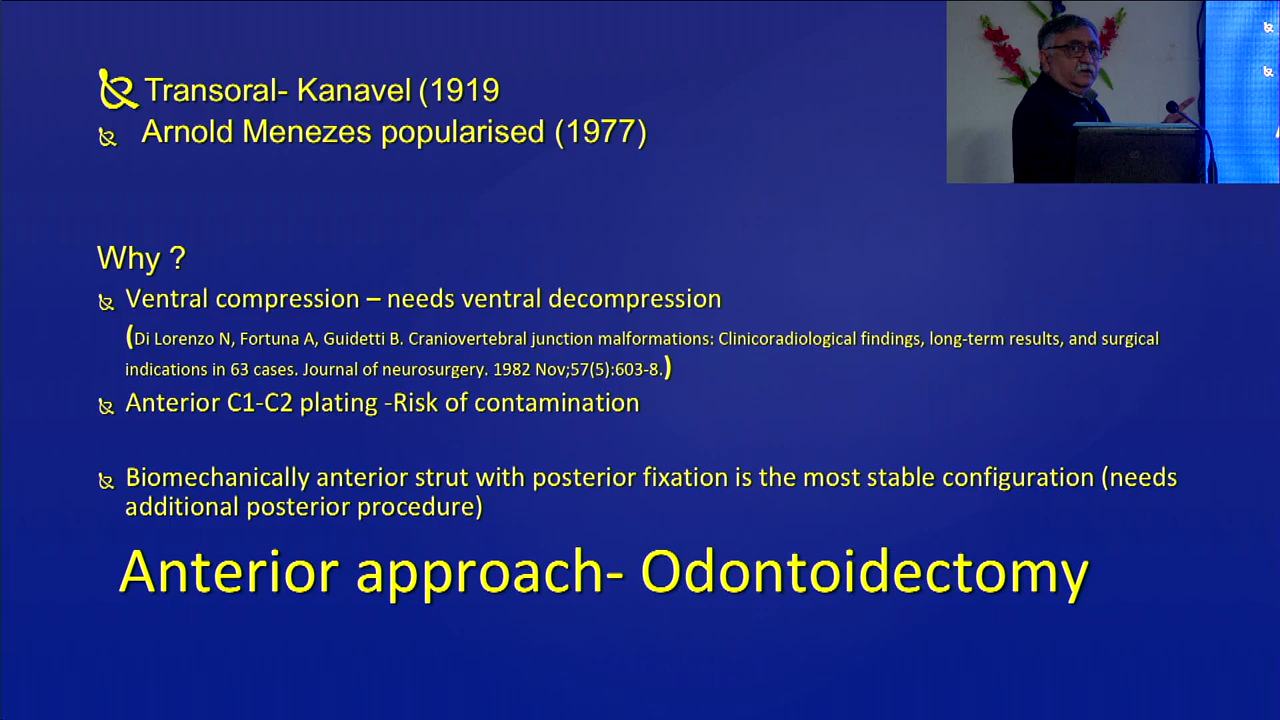 Transoral- Kanavel (1919
Arnold Menezes popularised (1977)
Why ?
Ventral compression – needs ventral decompression
(Di Lorenzo N, Fortuna A, Guidetti B. Craniovertebral junction malformations: Clinicoradiological findings, long-term results, and surgical
indications in 63 cases. Journal of neurosurgery. 1982 Nov;57(5):603-8.)
Anterior C1-C2 plating -Risk of contamination
Biomechanically anterior strut with posterior fixation is the most stable configuration (needs
additional posterior procedure)
Anterior approach- Odontoidectomy